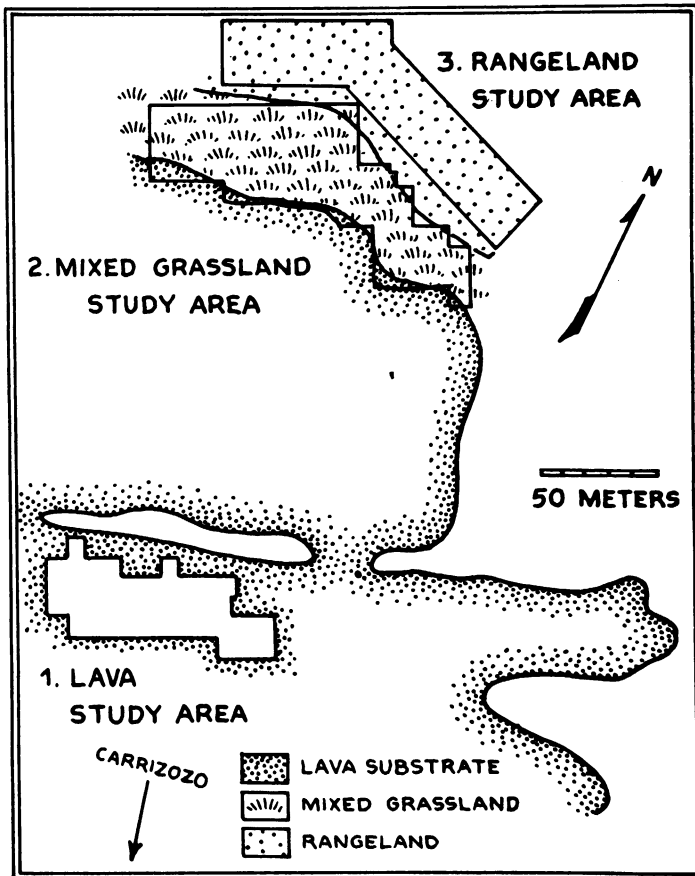 3. RANGELAND
STUDY AREA
N
2. MIXED GRASSLAND
STUDY AREA
50 METERS
1. LAVA
STUDY AREA
CARRIZOZO
LAVA SUBSTRATE
MIXED GRASSLAND
RANGELAND